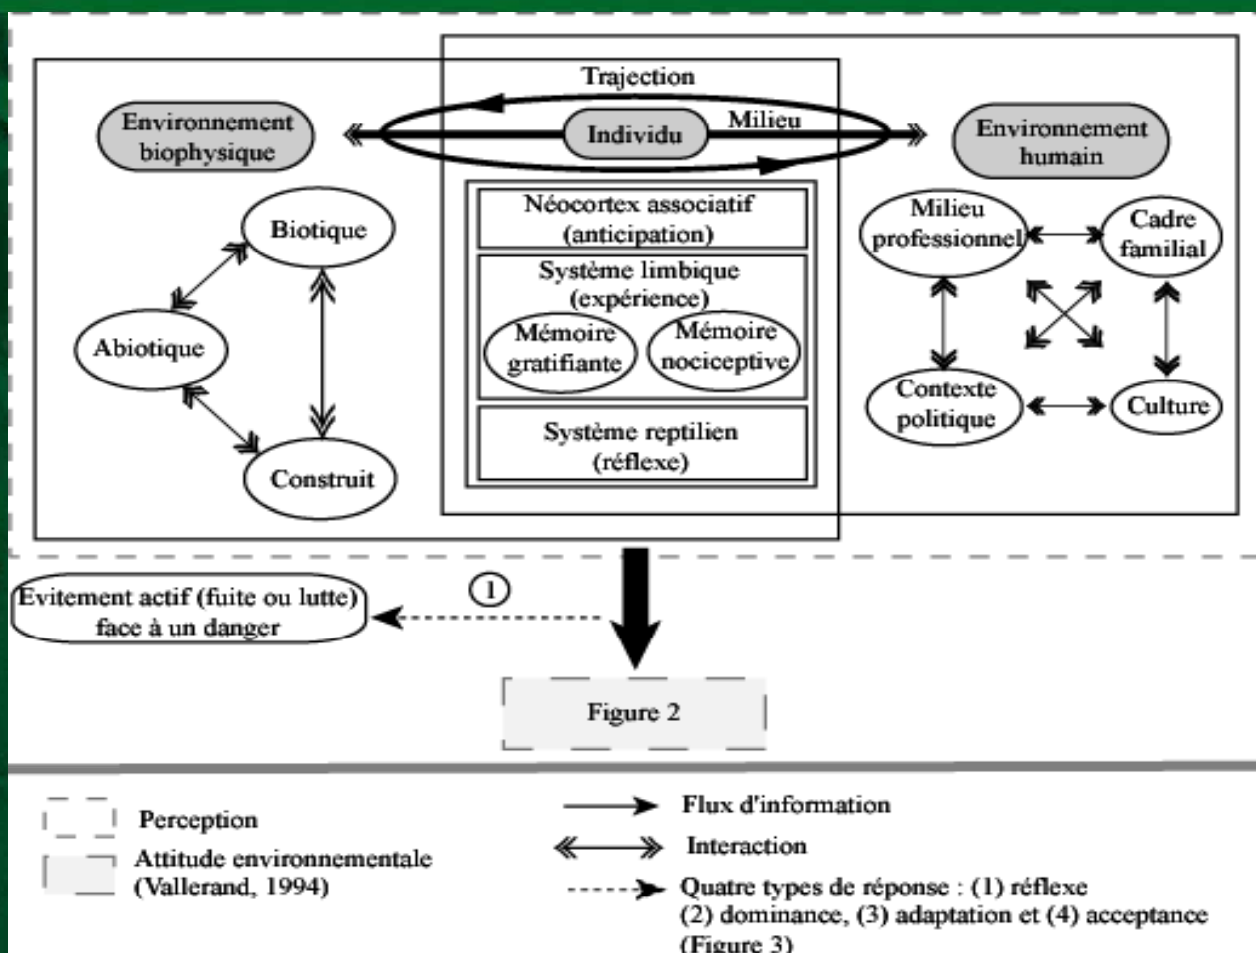 Trajection
Environnement
biophysique
Individu
Milieu
Environnement
humain
Biotique
Abiotique
Construit
Néocortex associatif
(anticipation)
Système limbique
(expérience)
Mémoire
gratifiante
Mémoire
nociceptive
Système reptilien
(réflexe)
Milieu
professionnel
Cadre
familial
Contexte
politique
Culture
Evitement actif (fuite ou lutte)
face à un danger
1
Figure 2
Perception
Attitude environnementale
(Vallerand, 1994)
Flux d'information
Interaction
Quatre types de réponse : (1) réflexe
(2) dominance, (3) adaptation et (4) acceptance
(Figure 3)